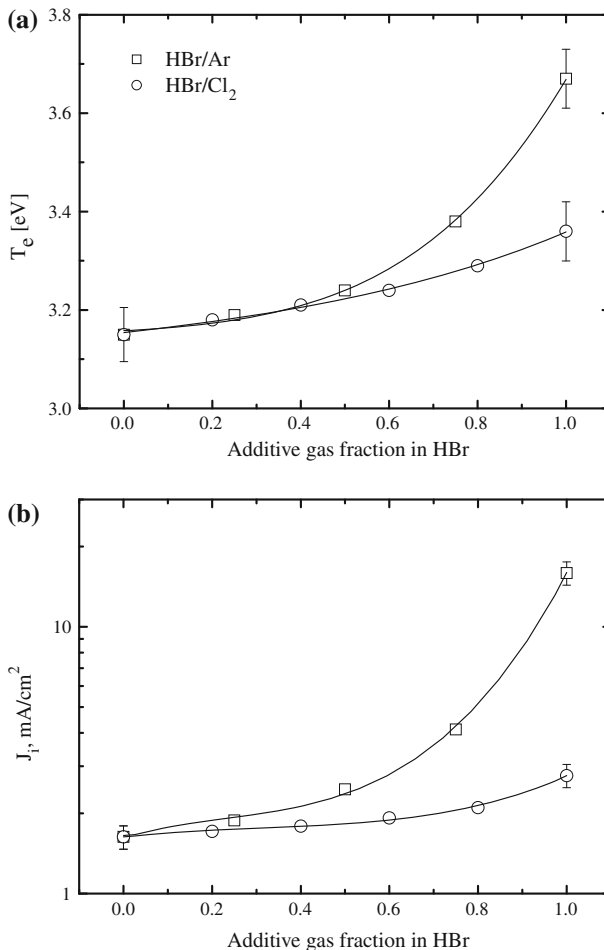 (a)
3.8
3.6
3.4
3.2
3.0
T_e [eV]
HBr/Ar
HBr/Cl₂
0.0 0.2 0.4 0.6 0.8 1.0
Additive gas fraction in HBr
(b)
10
1
J_i, mA/cm²
0.0 0.2 0.4 0.6 0.8 1.0
Additive gas fraction in HBr